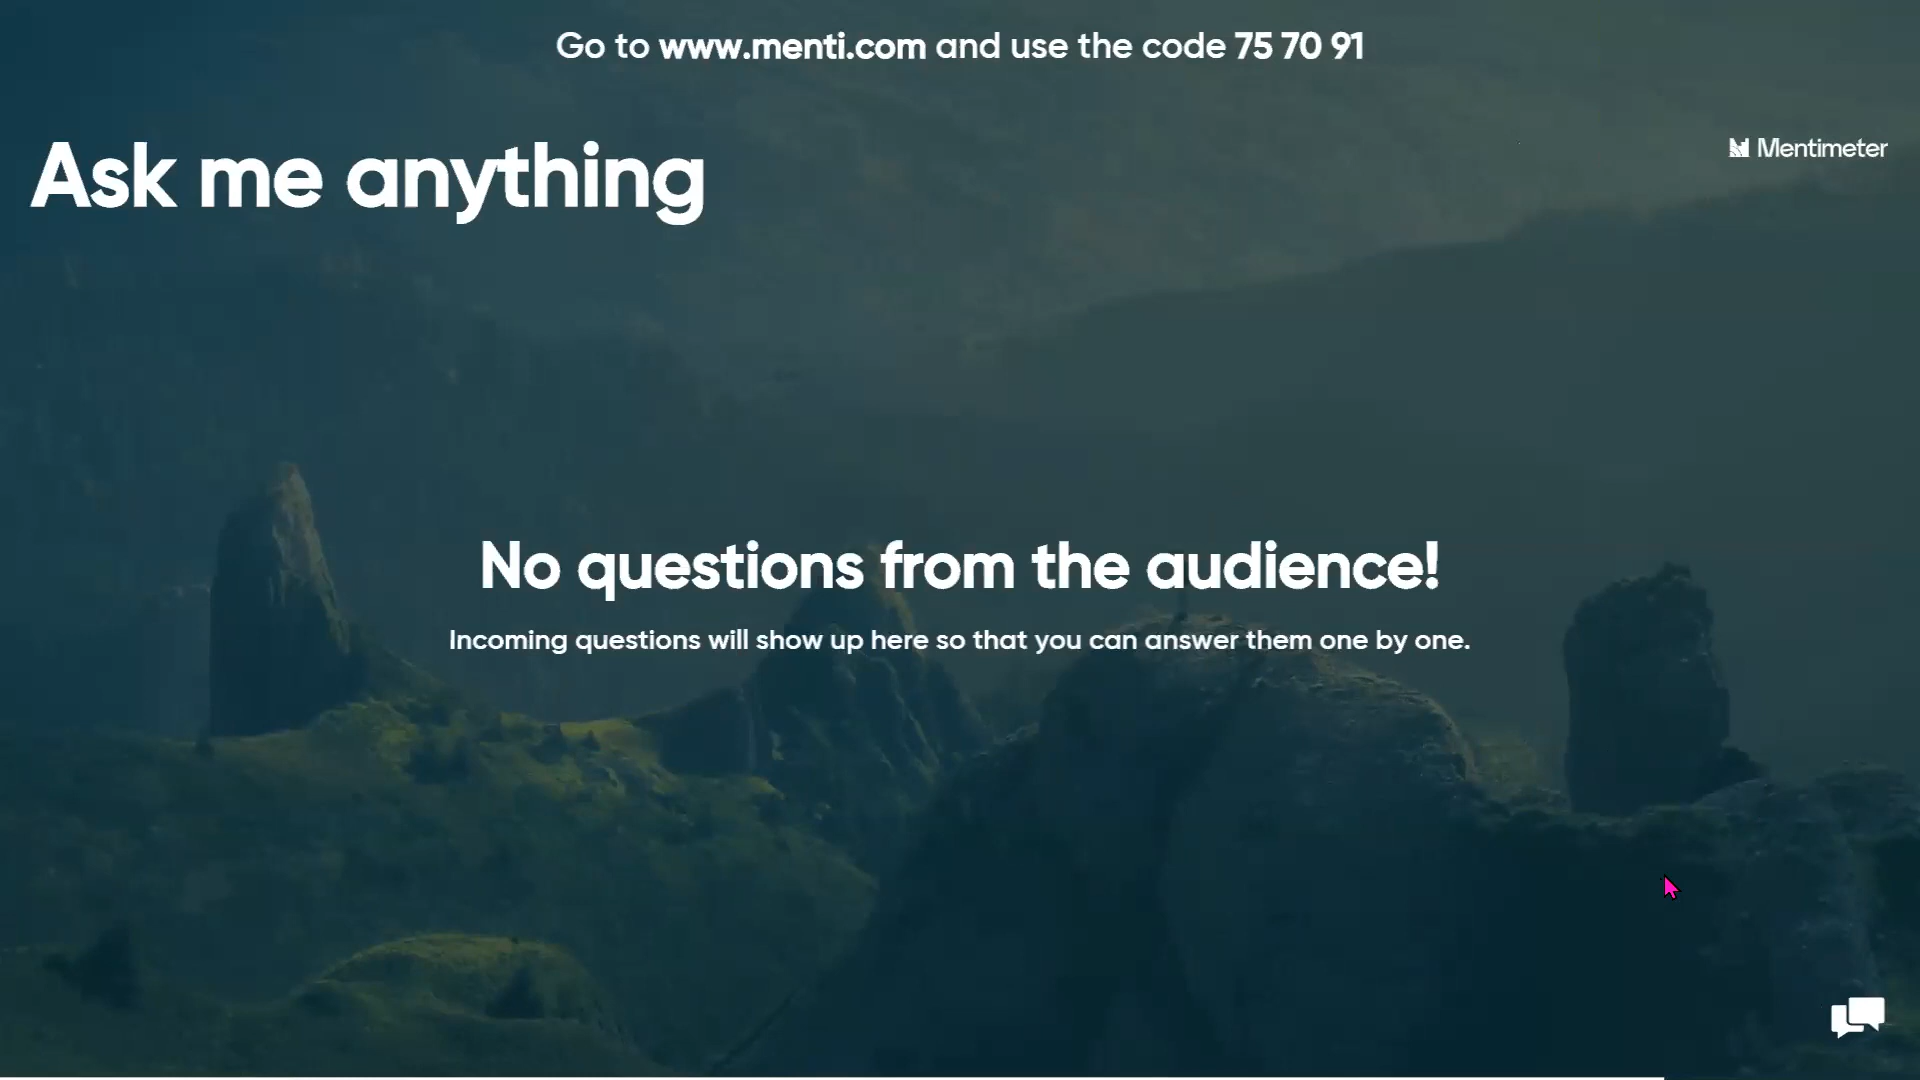 Go to www.menti.com and use the code 75 70 91
Ask me anything
Mentimeter
No questions from the audience!
Incoming questions will show up here so that you can answer them one by one.